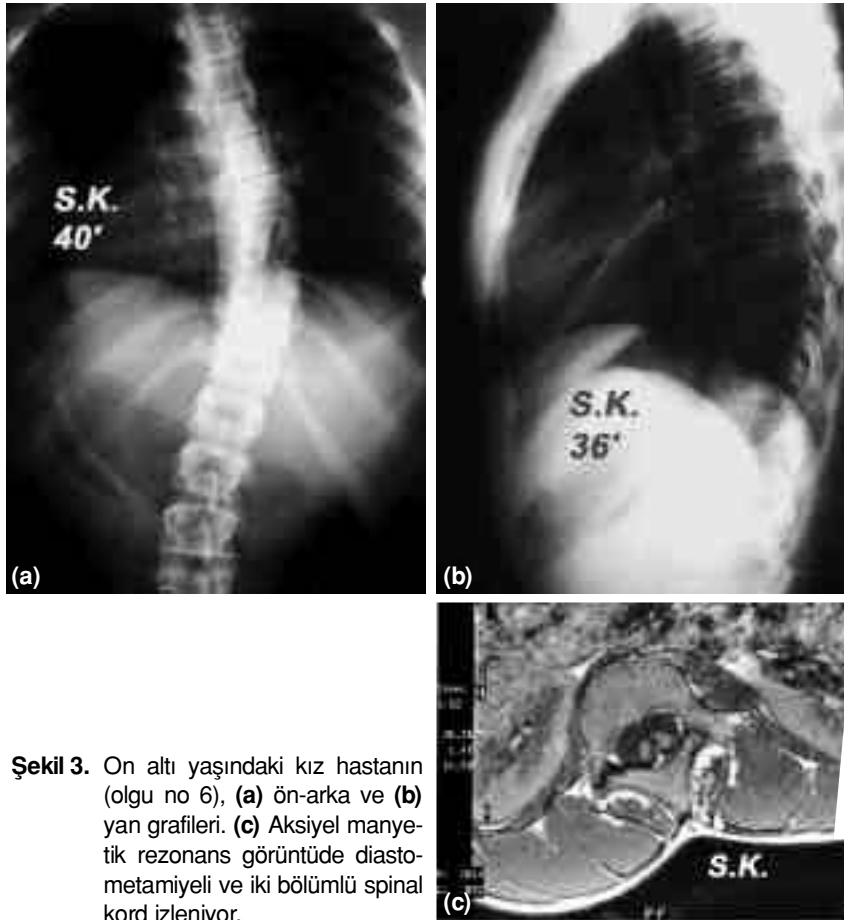 S.K.
40°
(a)
S.K.
36°
(b)
Şekil 3. On altı yaşındaki kız hastanın
(olgu no 6), (a) ön-arka ve (b)
yan grafileri. (c) Aksiyel manye-
tik rezonans görüntüde diasto-
metamiyeli ve iki bölümlü spinal
kord izleniyor.
S.K.
(c)